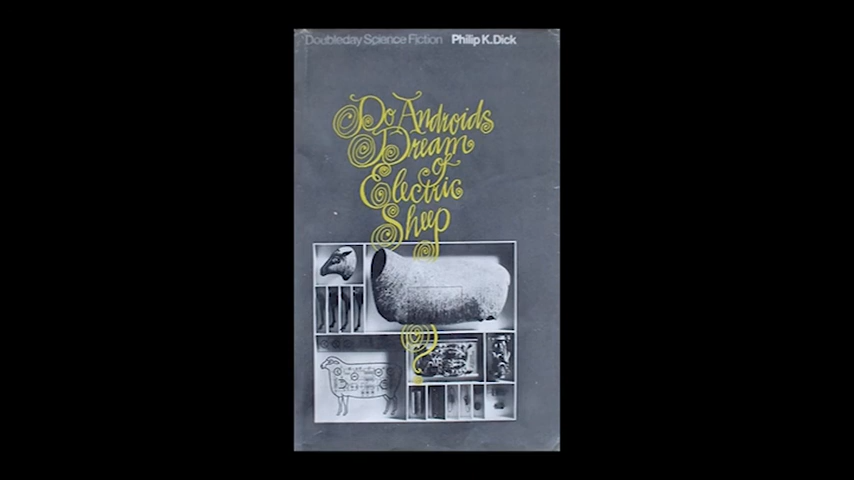 Doubleday Science Fiction Philip K. Dick
Do Androids
Dream
of
Electric
Sheep
?